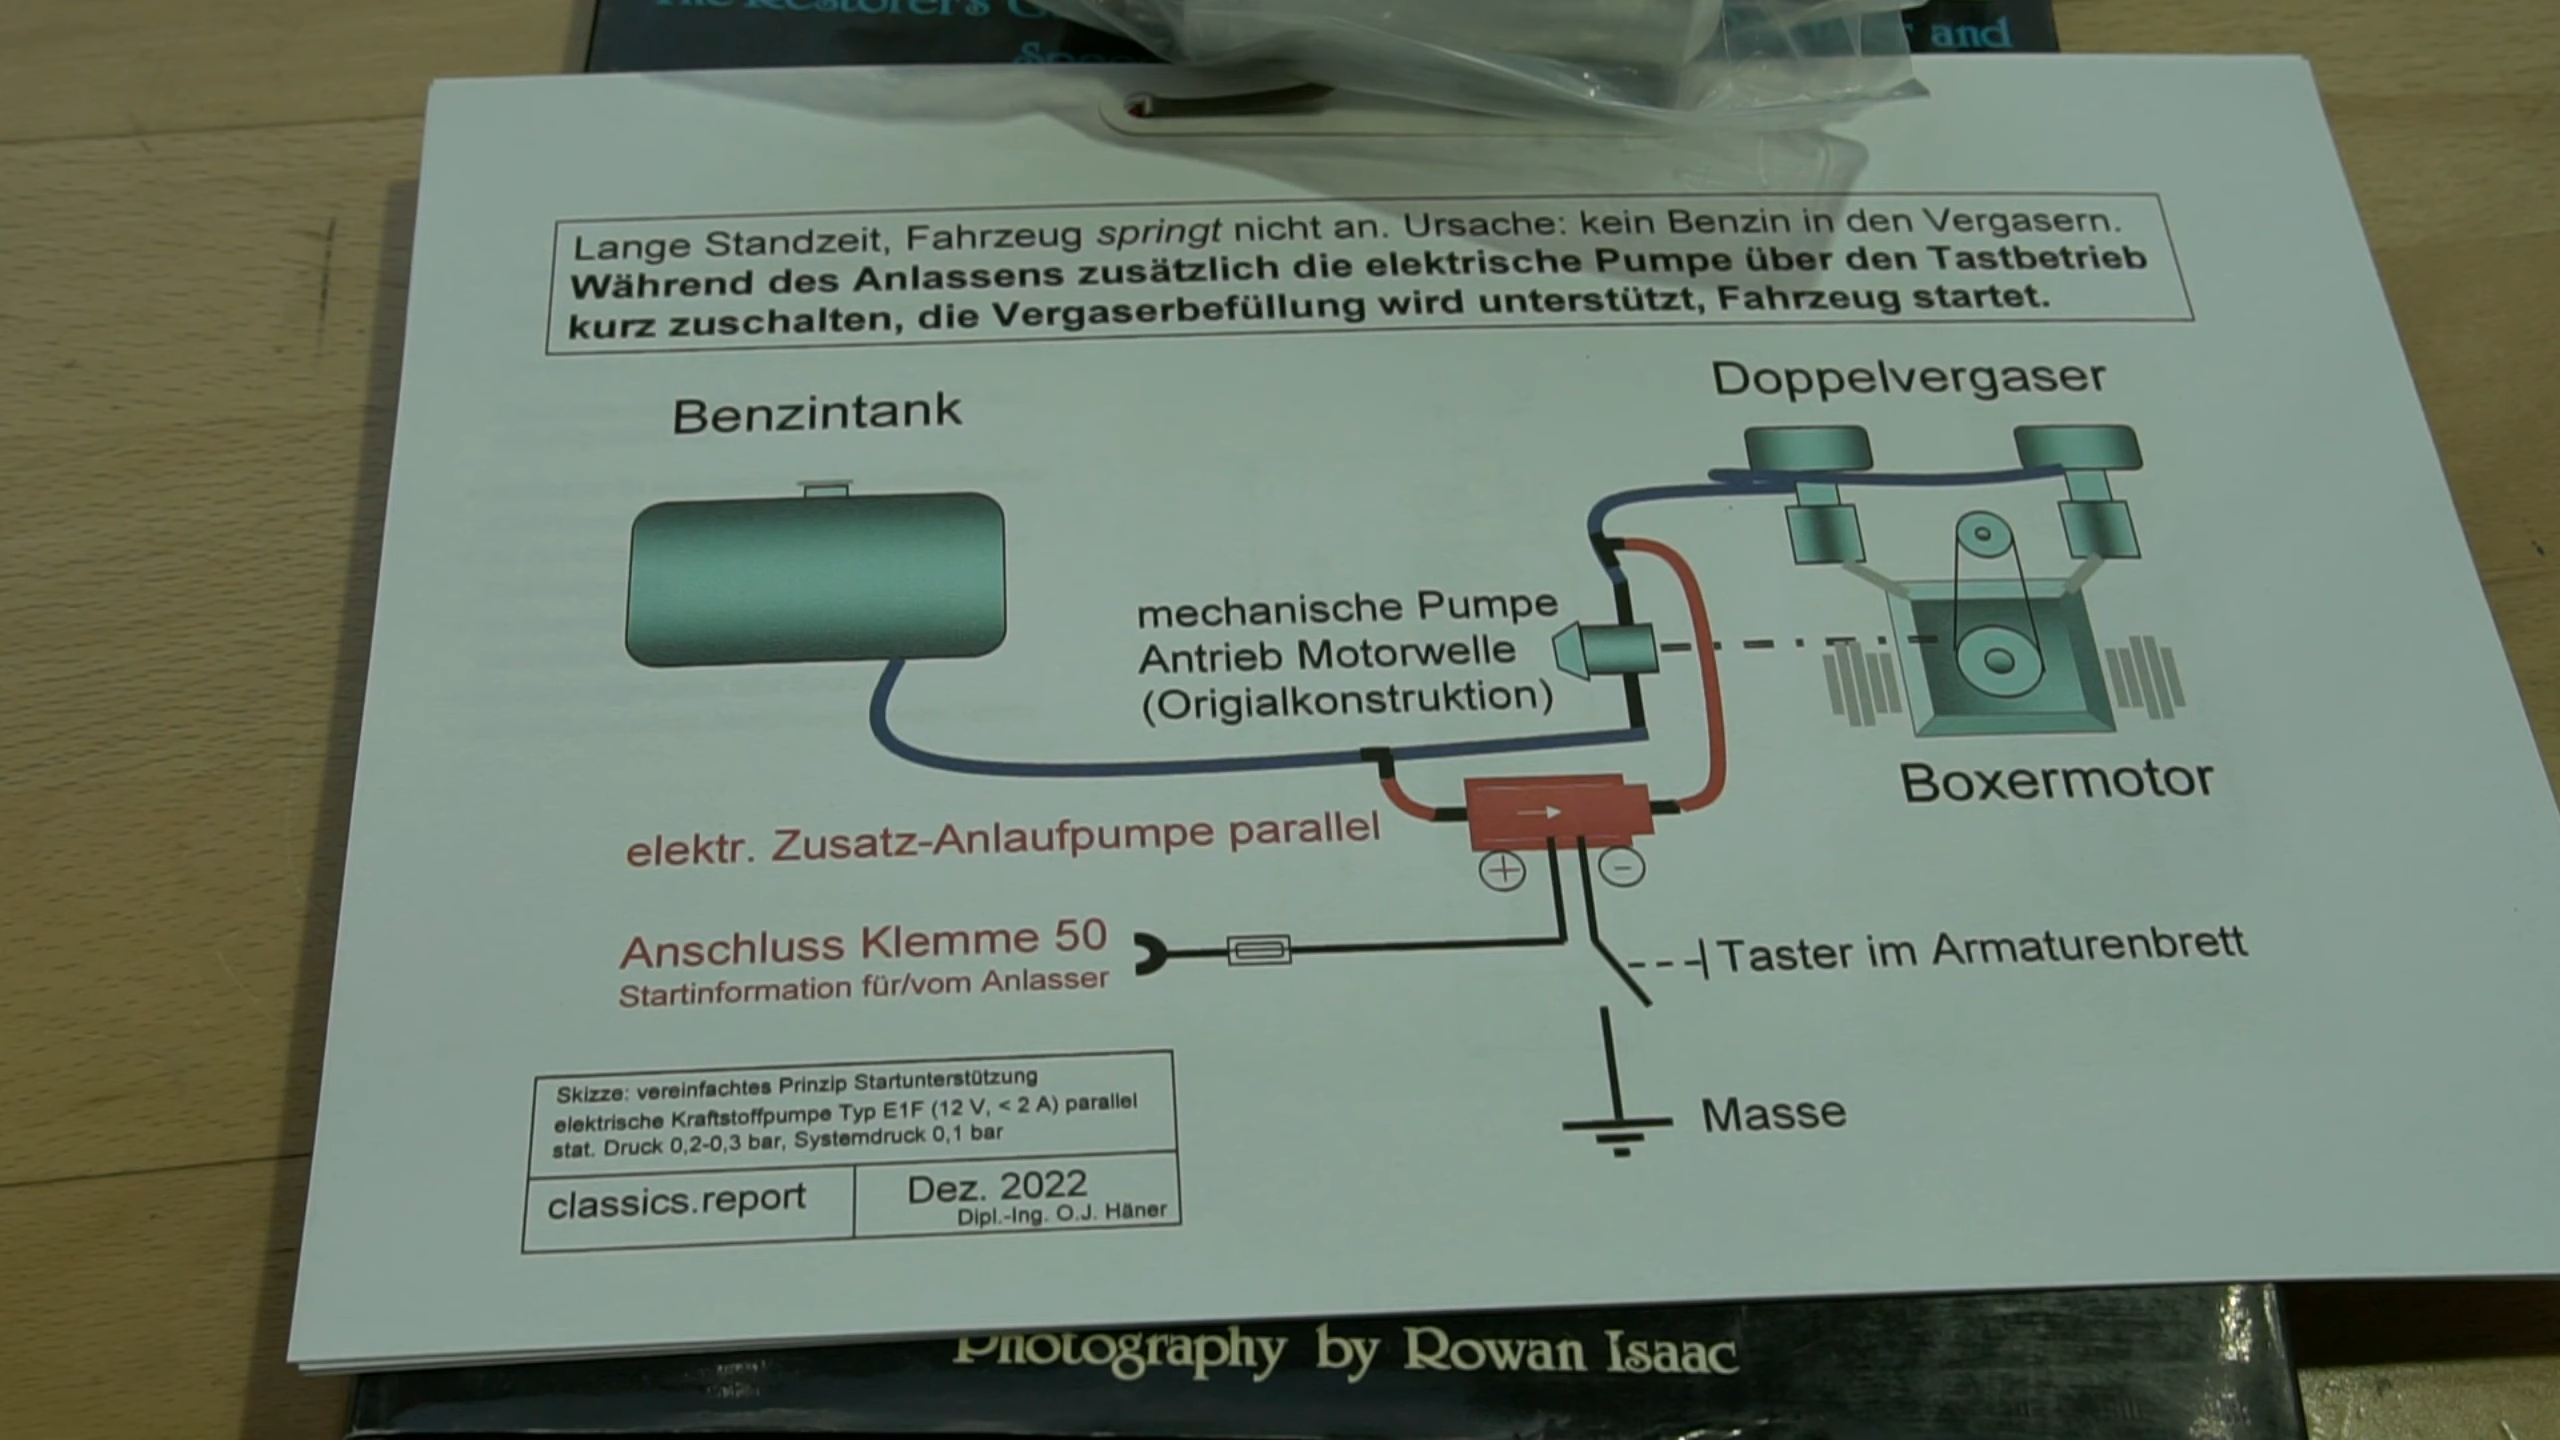 and
Lange Standzeit, Fahrzeug springt nicht an. Ursache: kein Benzin in den Vergasern.
Während des Anlassens zusätzlich die elektrische Pumpe über den Tastbetrieb
kurz zuschalten, die Vergaserbefüllung wird unterstützt, Fahrzeug startet.
Doppelvergaser
Benzintank
mechanische Pumpe
Antrieb Motorwelle
(Origialkonstruktion)
Boxermotor
elektr. Zusatz-Anlaufpumpe parallel
+ -
Anschluss Klemme 50
Startinformation für/vom Anlasser
Taster im Armaturenbrett
Masse
Skizze: vereinfachtes Prinzip Startunterstützung
elektrische Kraftstoffpumpe Typ E1F (12 V, < 2 A) parallel
stat. Druck 0,2-0,3 bar, Systemdruck 0,1 bar
classics.report
Dez. 2022
Dipl.-Ing. O.J. Häner
Photography by Rowan Isaac